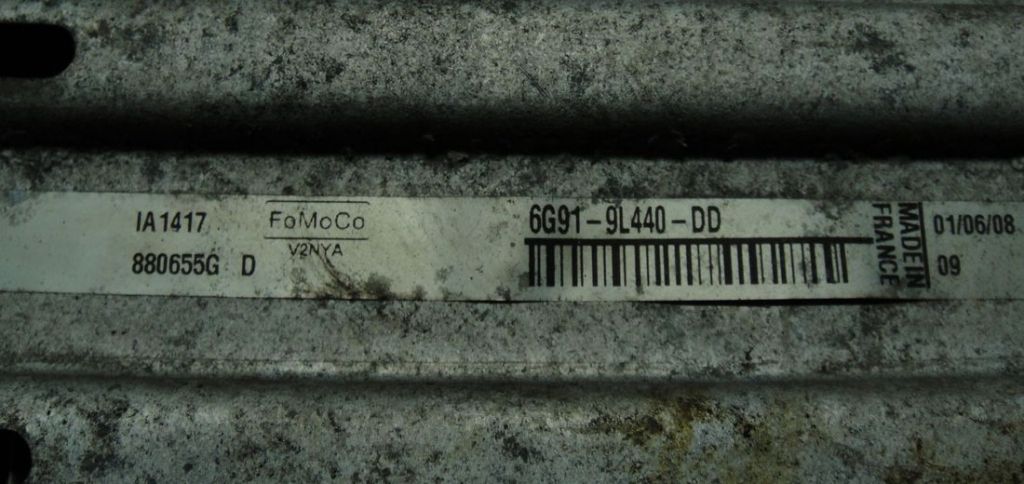 IA1417
880655G D
FoMoCo
V2NYA
6G91-9L440-DD
MADE IN
FRANCE
01/06/08
09